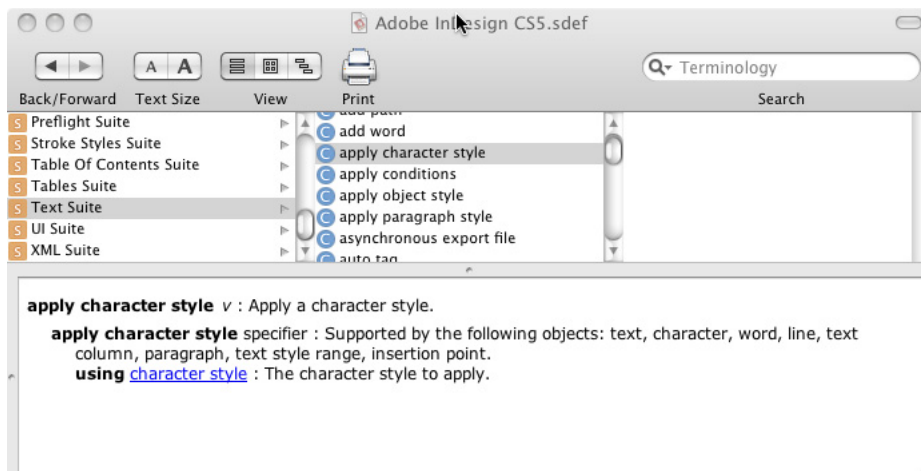 Adobe InDesign CS5.sdef
A A
Terminology
Back/Forward Text Size View Print Search
Preflight Suite
Stroke Styles Suite
Table Of Contents Suite
Tables Suite
Text Suite
UI Suite
XML Suite
add path
add word
apply character style
apply conditions
apply object style
apply paragraph style
asynchronous export file
auto tag
apply character style v : Apply a character style.
apply character style specifier : Supported by the following objects: text, character, word, line, text
column, paragraph, text style range, insertion point.
using character style : The character style to apply.